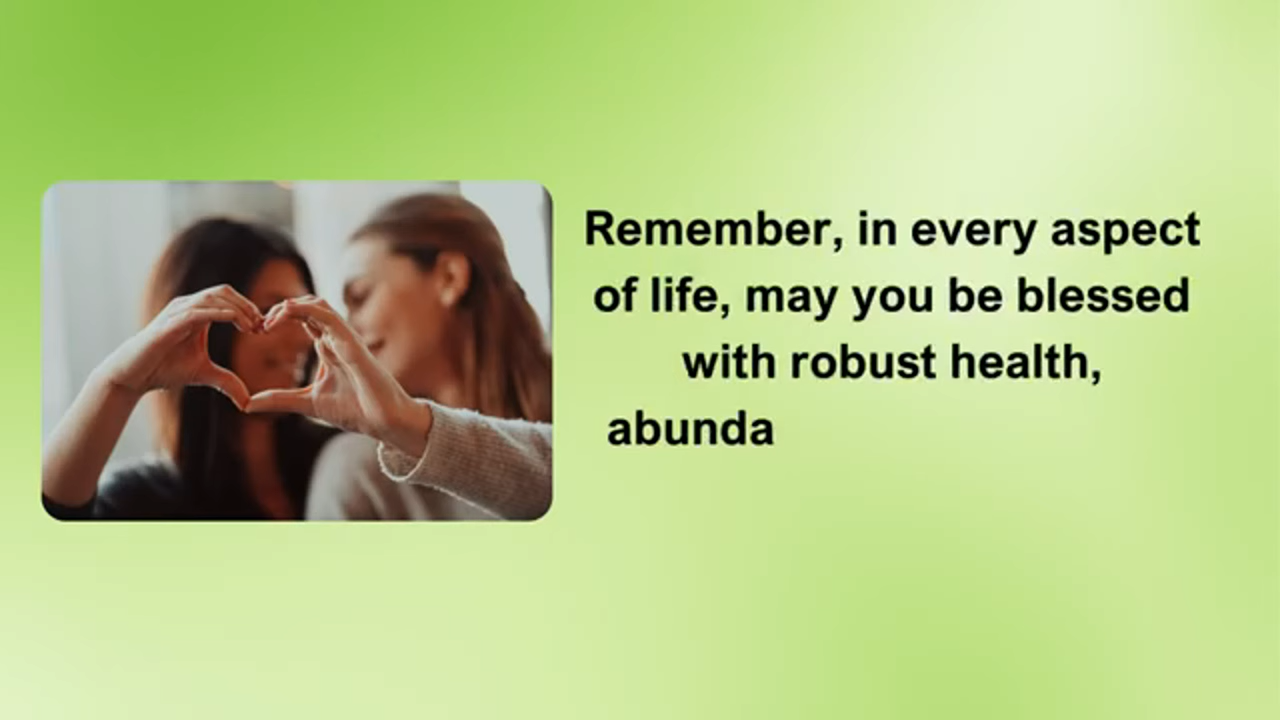 Remember, in every aspect
of life, may you be blessed
with robust health,
abunda